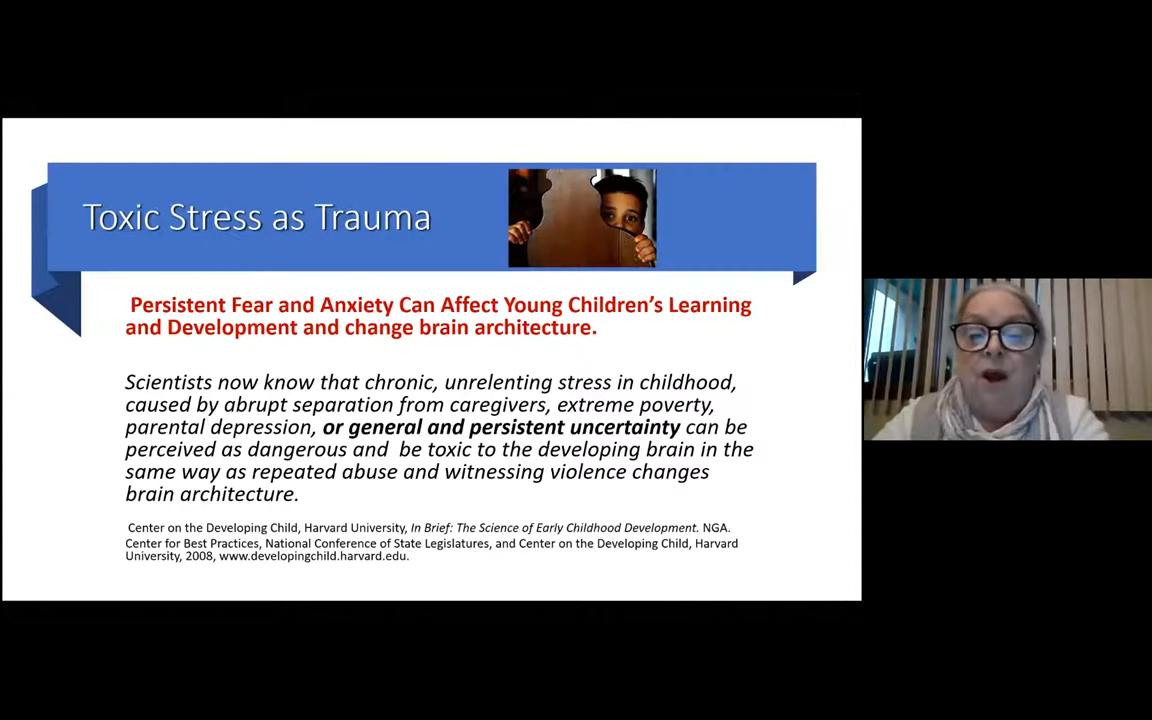 Toxic Stress as Trauma
Persistent Fear and Anxiety Can Affect Young Children's Learning
and Development and change brain architecture.
Scientists now know that chronic, unrelenting stress in childhood,
caused by abrupt separation from caregivers, extreme poverty,
parental depression, or general and persistent uncertainty can be
perceived as dangerous and be toxic to the developing brain in the
same way as repeated abuse and witnessing violence changes
brain architecture.
Center on the Developing Child, Harvard University, In Brief: The Science of Early Childhood Development. NGA.
Center for Best Practices, National Conference of State Legislatures, and Center on the Developing Child, Harvard
University, 2008, www.developingchild.harvard.edu.